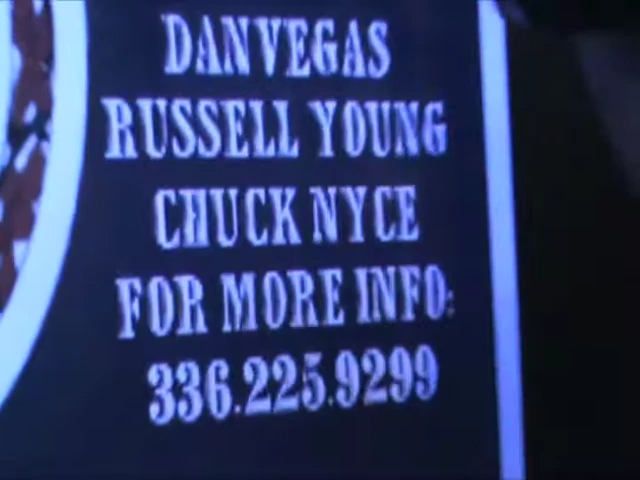 DANVEGAS
RUSSELL YOUNG
CHUCK NYCE
FOR MORE INFO:
336.225.9299